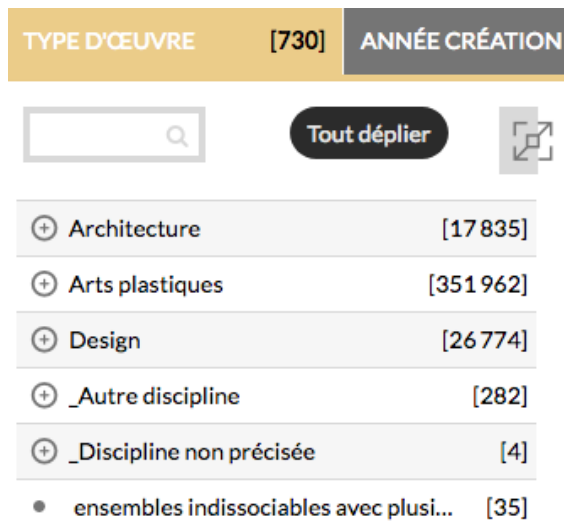 TYPE D'ŒUVRE [730] ANNÉE CRÉATION
Tout déplier
Architecture [17 835]
Arts plastiques [351 962]
Design [26 774]
_Autre discipline [282]
_Discipline non précisée [4]
ensembles indissociables avec plusi... [35]